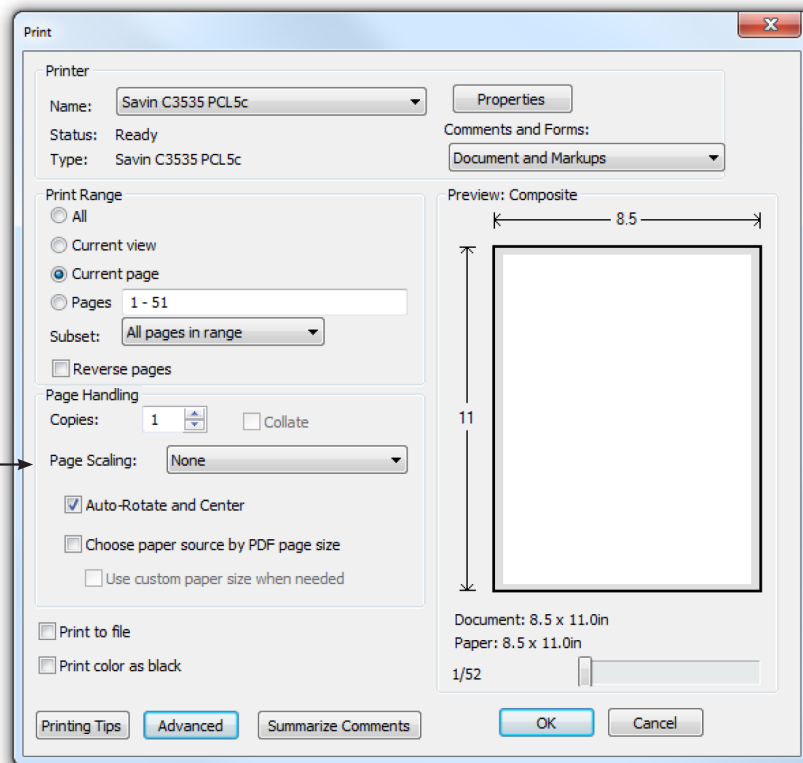 Print
Printer
Name: Savin C3535 PCL5c Properties
Status: Ready Comments and Forms:
Type: Savin C3535 PCL5c Document and Markups
Print Range
All
Current view
Current page
Pages 1 - 51
Subset: All pages in range
Reverse pages
Page Handling
Copies: 1 Collate
Page Scaling: None
Auto-Rotate and Center
Choose paper source by PDF page size
Use custom paper size when needed
Print to file
Print color as black
Preview: Composite
8.5
11
Document: 8.5 x 11.0in
Paper: 8.5 x 11.0in
1/52
Printing Tips Advanced Summarize Comments OK Cancel